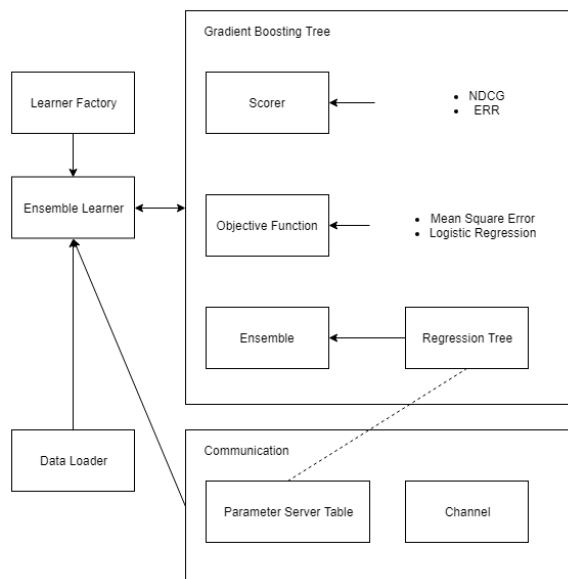 Gradient Boosting Tree
Learner Factory
Scorer
• NDCG
• ERR
Ensemble Learner
Objective Function
• Mean Square Error
• Logistic Regression
Ensemble
Regression Tree
Data Loader
Communication
Parameter Server Table
Channel